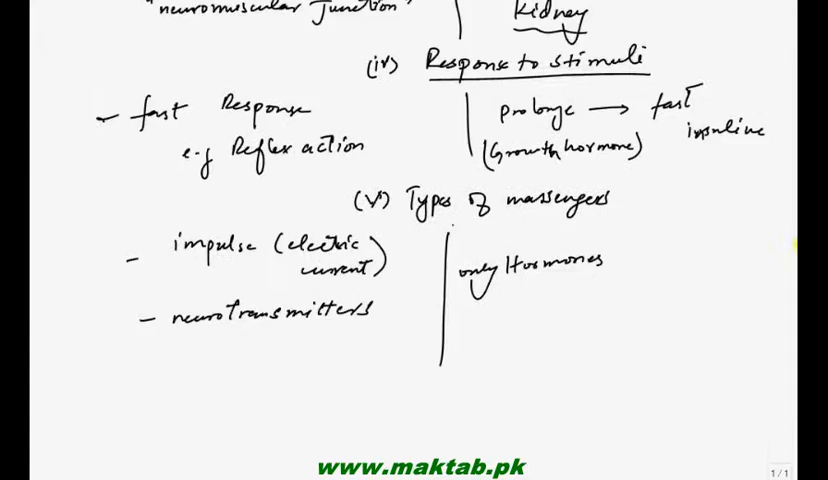 "neuromuscular Junction"
Kidney
(iv) Response to stimuli
- fast Response
e.g Reflex action
prolonge → fast
(Growth hormone)
insuline
(v) Types of massengers
- impulse (electric current)
only Hormones
- neurotransmitters
www.maktab.pk
1/1